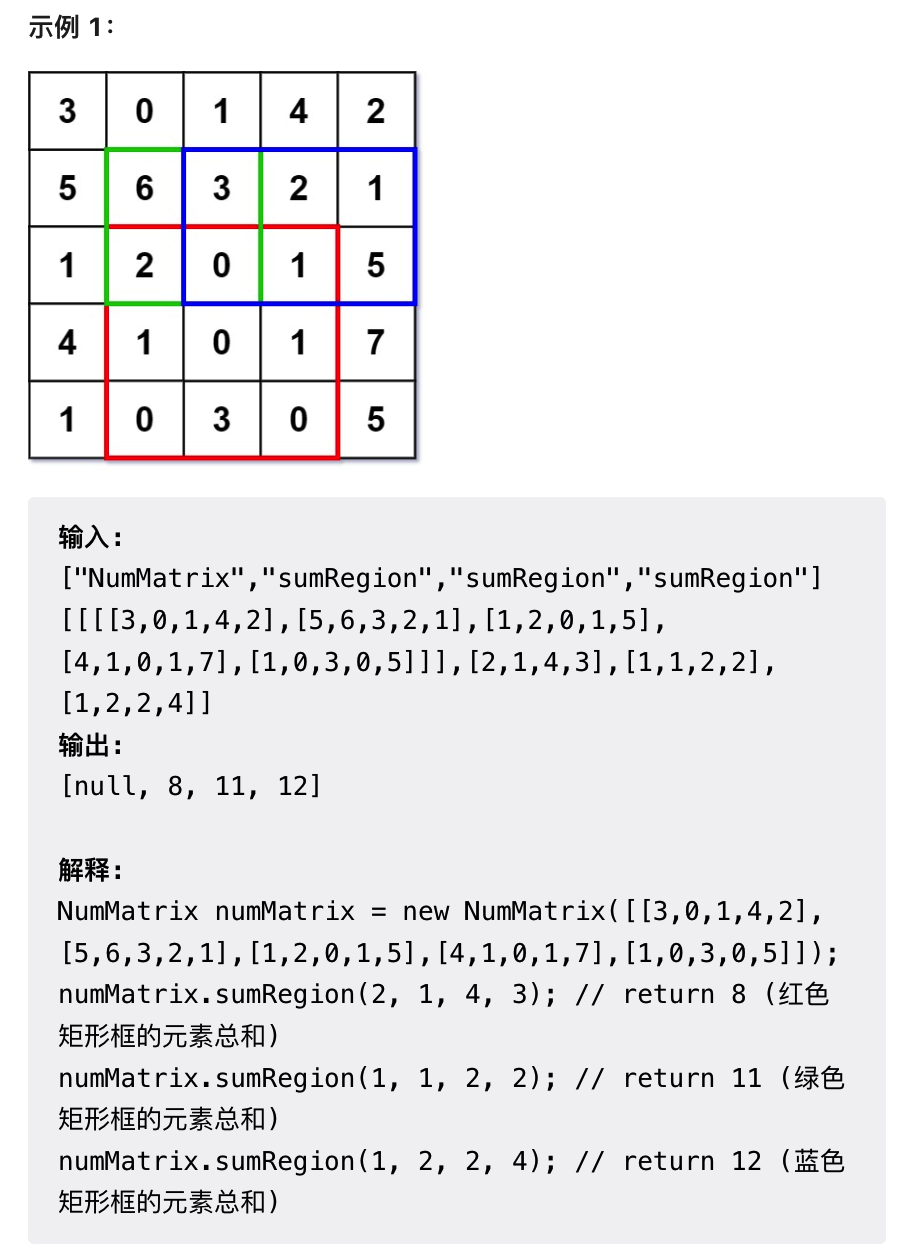 示例 1：
3 0 1 4 2
5 6 3 2 1
1 2 0 1 5
4 1 0 1 7
1 0 3 0 5
输入:
["NumMatrix","sumRegion","sumRegion","sumRegion"]
[[[[3,0,1,4,2],[5,6,3,2,1],[1,2,0,1,5],
[4,1,0,1,7],[1,0,3,0,5]]],[2,1,4,3],[1,1,2,2],
[1,2,2,4]]
输出:
[null, 8, 11, 12]
解释:
NumMatrix numMatrix = new NumMatrix([[3,0,1,4,2],
[5,6,3,2,1],[1,2,0,1,5],[4,1,0,1,7],[1,0,3,0,5]]);
numMatrix.sumRegion(2, 1, 4, 3); // return 8 (红色
矩形框的元素总和)
numMatrix.sumRegion(1, 1, 2, 2); // return 11 (绿色
矩形框的元素总和)
numMatrix.sumRegion(1, 2, 2, 4); // return 12 (蓝色
矩形框的元素总和)